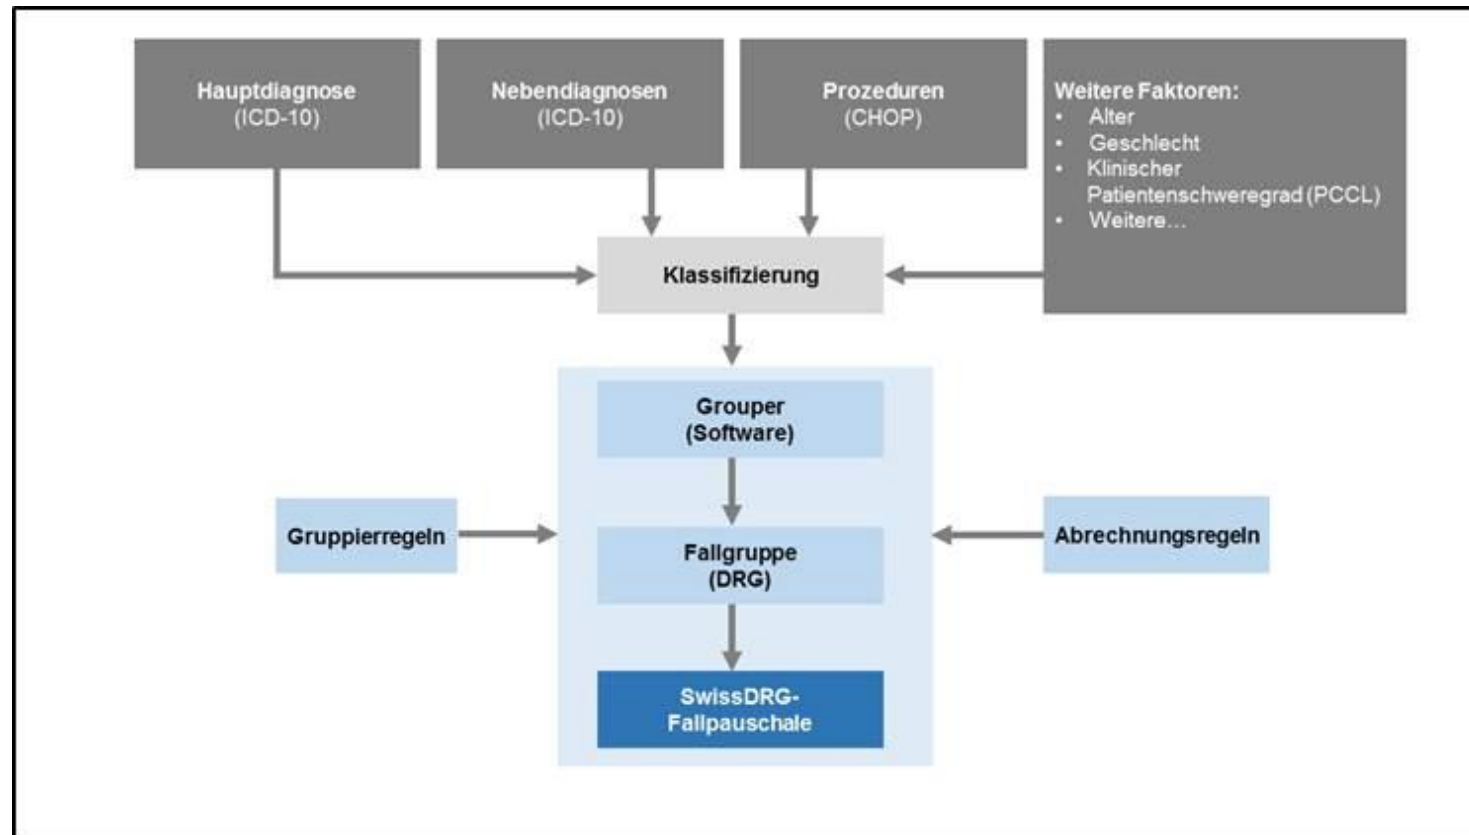 Hauptdiagnose
(ICD-10)
Nebendiagnosen
(ICD-10)
Prozeduren
(CHOP)
Weitere Faktoren:
• Alter
• Geschlecht
• Klinischer
Patientenschweregrad (PCCL)
• Weitere...
Klassifizierung
Grouper
(Software)
Gruppierregeln
Fallgruppe
(DRG)
Abrechnungsregeln
SwissDRG-
Fallpauschale